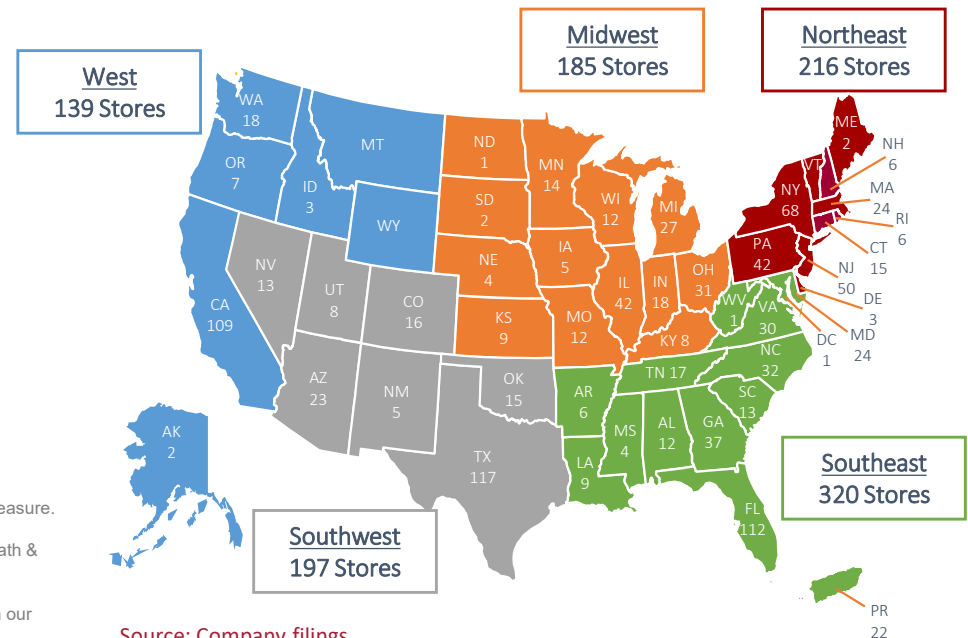 Midwest
185 Stores
Northeast
216 Stores
West
139 Stores
WA
18
OR
7
ID
3
MT
WY
CA
109
AK
2
NV
13
UT
8
CO
16
AZ
23
NM
5
OK
15
TX
117
Southwest
197 Stores
ND
1
SD
2
NE
4
KS
9
MN
14
IA
5
MO
12
WI
12
IL
42
MI
27
IN
18
OH
31
KY 8
ME
2
VT
NH
6
MA
24
RI
6
CT
15
NY
68
PA
42
NJ
50
DE
3
MD
24
DC
1
WV
1
VA
30
NC
32
TN 17
SC
13
AR
6
MS
4
AL
12
GA
37
LA
9
FL
112
PR
22
Southeast
320 Stores
easure.
ath &
our
Source: Company filings